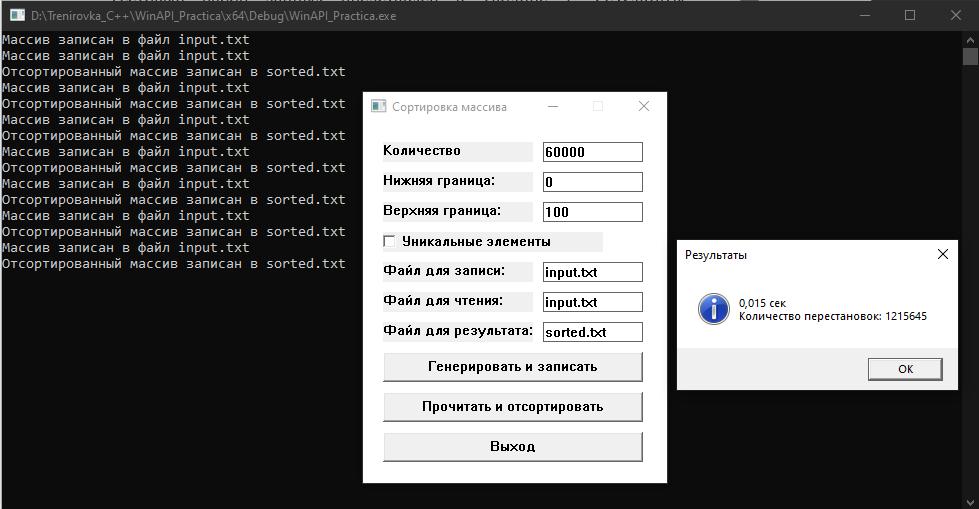 D:\Trenirovka_C++\WinAPI_Practica\x64\Debug\WinAPI_Practica.exe
Массив записан в файл input.txt
Массив записан в файл input.txt
Отсортированный массив записан в sorted.txt
Массив записан в файл input.txt
Отсортированный массив записан в sorted.txt
Массив записан в файл input.txt
Отсортированный массив записан в sorted.txt
Массив записан в файл input.txt
Отсортированный массив записан в sorted.txt
Массив записан в файл input.txt
Отсортированный массив записан в sorted.txt
Массив записан в файл input.txt
Отсортированный массив записан в sorted.txt
Массив записан в файл input.txt
Отсортированный массив записан в sorted.txt
Сортировка массива
Количество 60000
Нижняя граница: 0
Верхняя граница: 100
Уникальные элементы
Файл для записи: input.txt
Файл для чтения: input.txt
Файл для результата: sorted.txt
Генерировать и записать
Прочитать и отсортировать
Выход
Результаты
0,015 сек
Количество перестановок: 1215645
OK